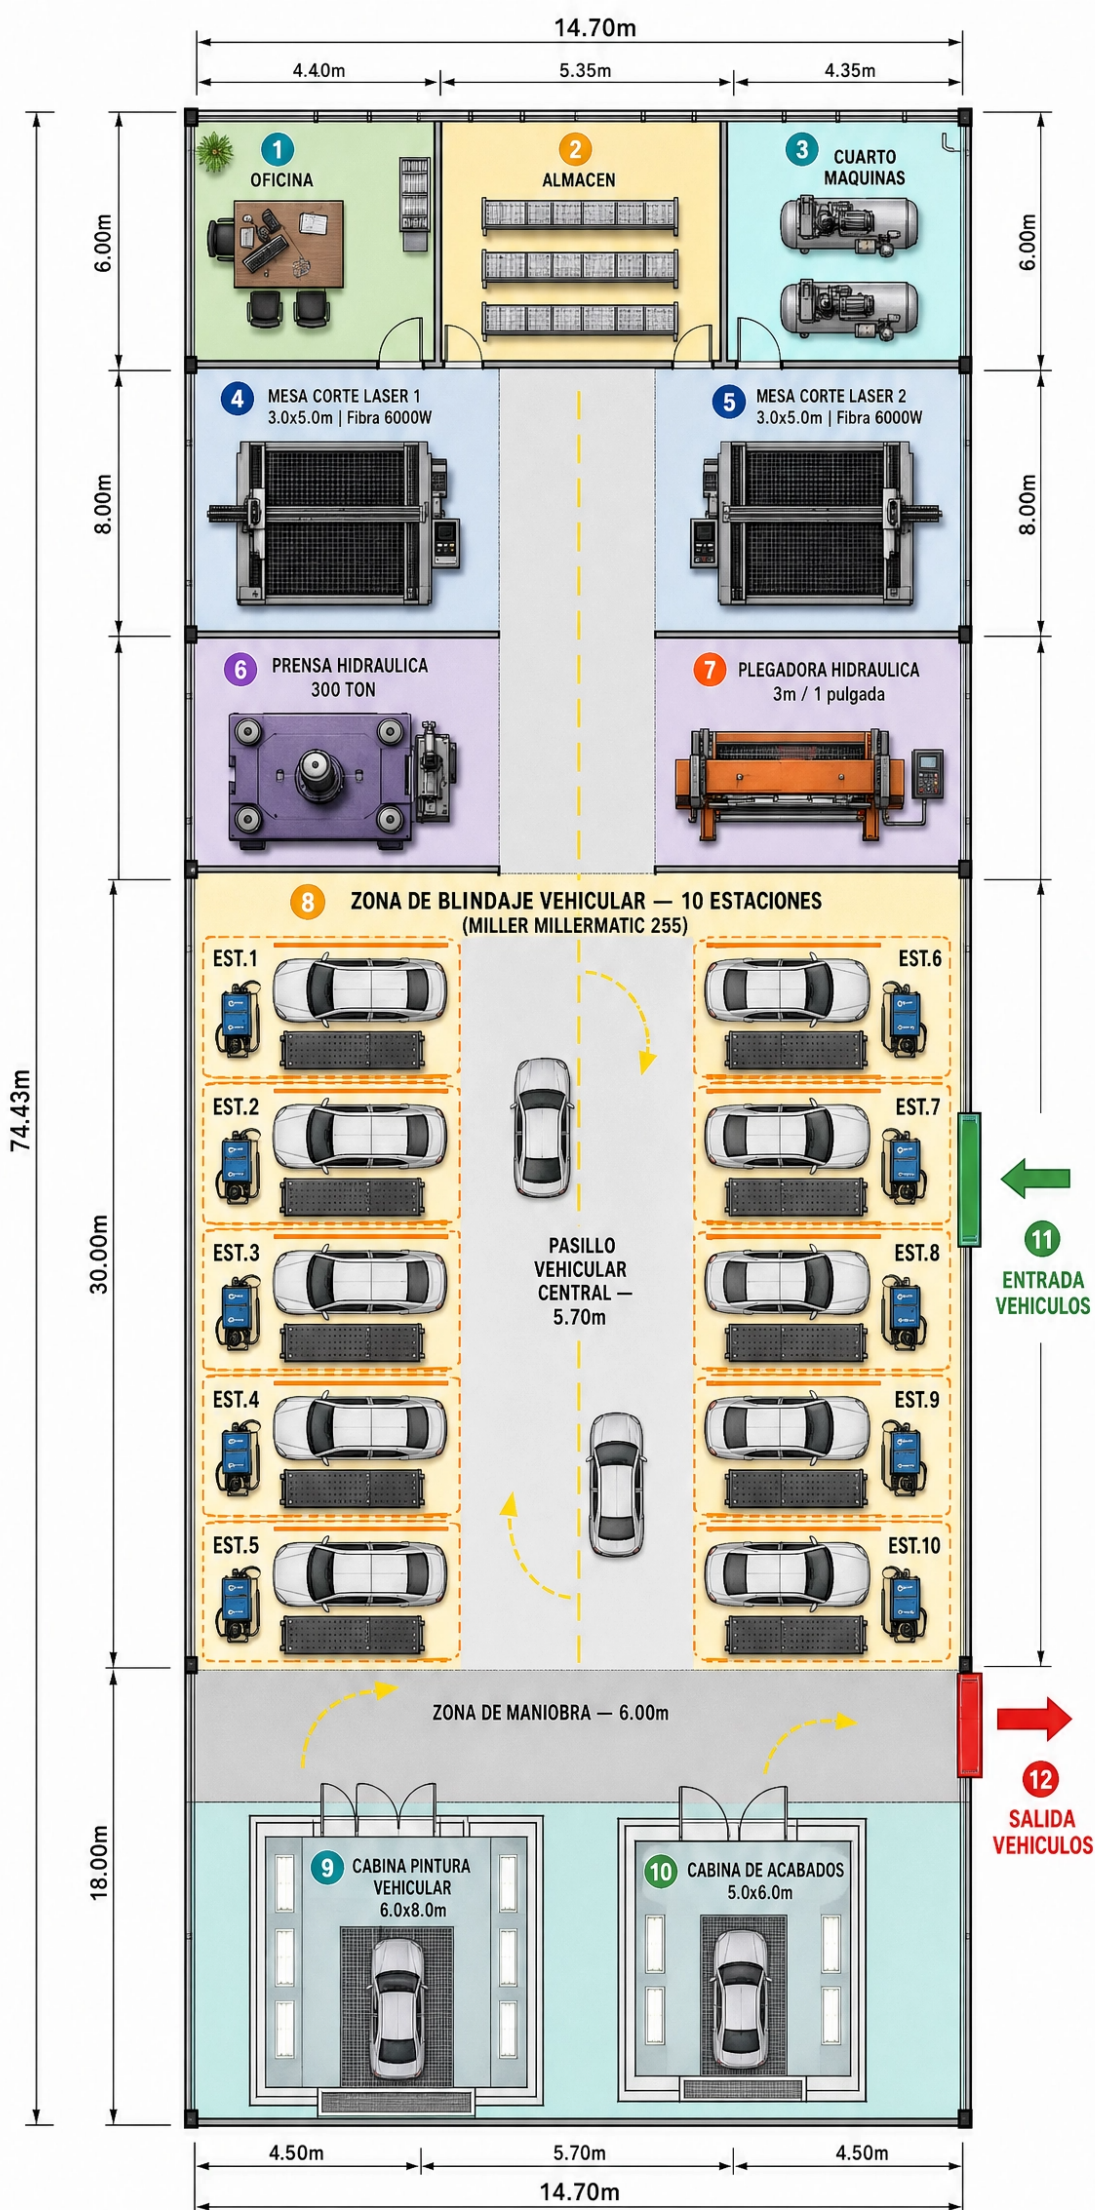 14.70m
4.40m
5.35m
4.35m
1
OFICINA
2
ALMACEN
3
CUARTO
MAQUINAS
6.00m
6.00m
4
MESA CORTE LASER 1
3.0x5.0m | Fibra 6000W
5
MESA CORTE LASER 2
3.0x5.0m | Fibra 6000W
8.00m
8.00m
6
PRENSA HIDRAULICA
300 TON
7
PLEGADORA HIDRAULICA
3m / 1 pulgada
8
ZONA DE BLINDAJE VEHICULAR — 10 ESTACIONES
(MILLER MILLERMATIC 255)
EST.1
EST.6
EST.2
EST.7
74.43m
30.00m
11
ENTRADA
VEHICULOS
PASILLO
VEHICULAR
CENTRAL —
5.70m
EST.3
EST.8
EST.4
EST.9
EST.5
EST.10
ZONA DE MANIOBRA — 6.00m
12
SALIDA
VEHICULOS
18.00m
9
CABINA PINTURA
VEHICULAR
6.0x8.0m
10
CABINA DE ACABADOS
5.0x6.0m
4.50m
5.70m
4.50m
14.70m